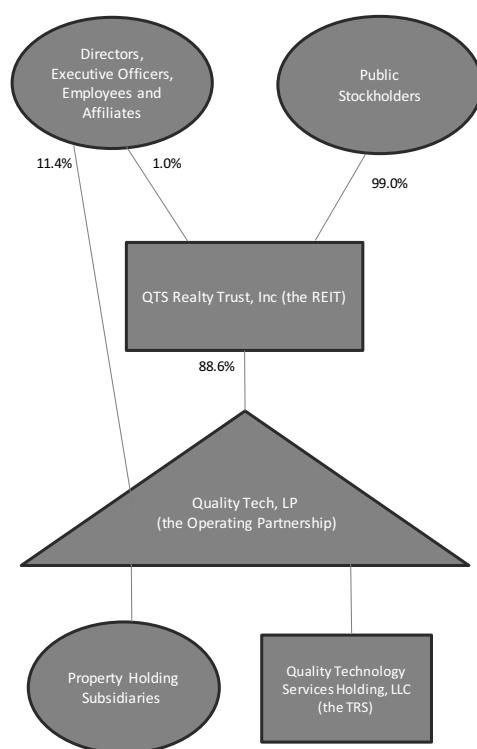 Directors,
Executive Officers,
Employees and
Affiliates
Public
Stockholders
11.4%
1.0%
99.0%
QTS Realty Trust, Inc (the REIT)
88.6%
Quality Tech, LP
(the Operating Partnership)
Property Holding
Subsidiaries
Quality Technology
Services Holding, LLC
(the TRS)